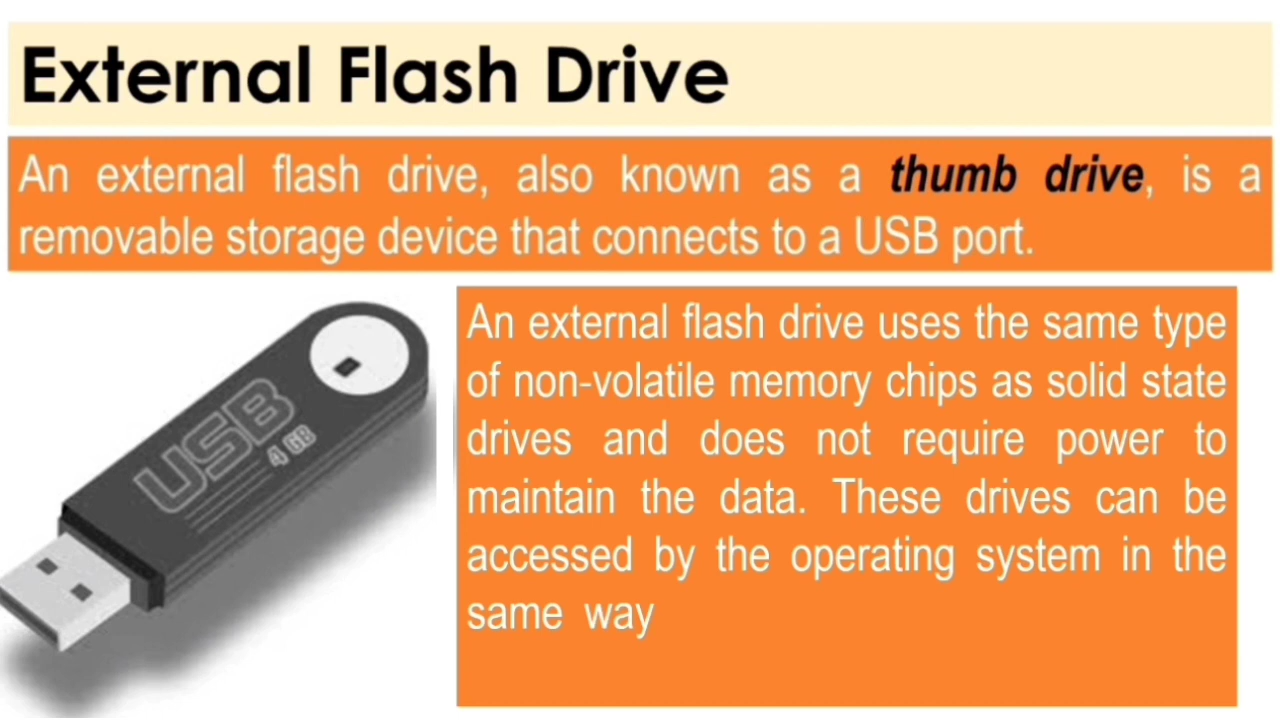 External Flash Drive
An external flash drive, also known as a thumb drive, is a
removable storage device that connects to a USB port.
USB
4 GB
An external flash drive uses the same type
of non-volatile memory chips as solid state
drives and does not require power to
maintain the data. These drives can be
accessed by the operating system in the
same way